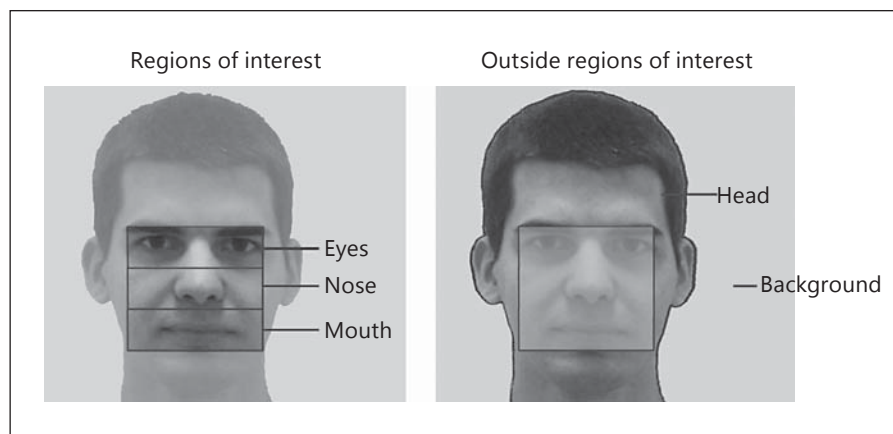 Regions of interest
Outside regions of interest
Head
Eyes
Nose
Background
Mouth